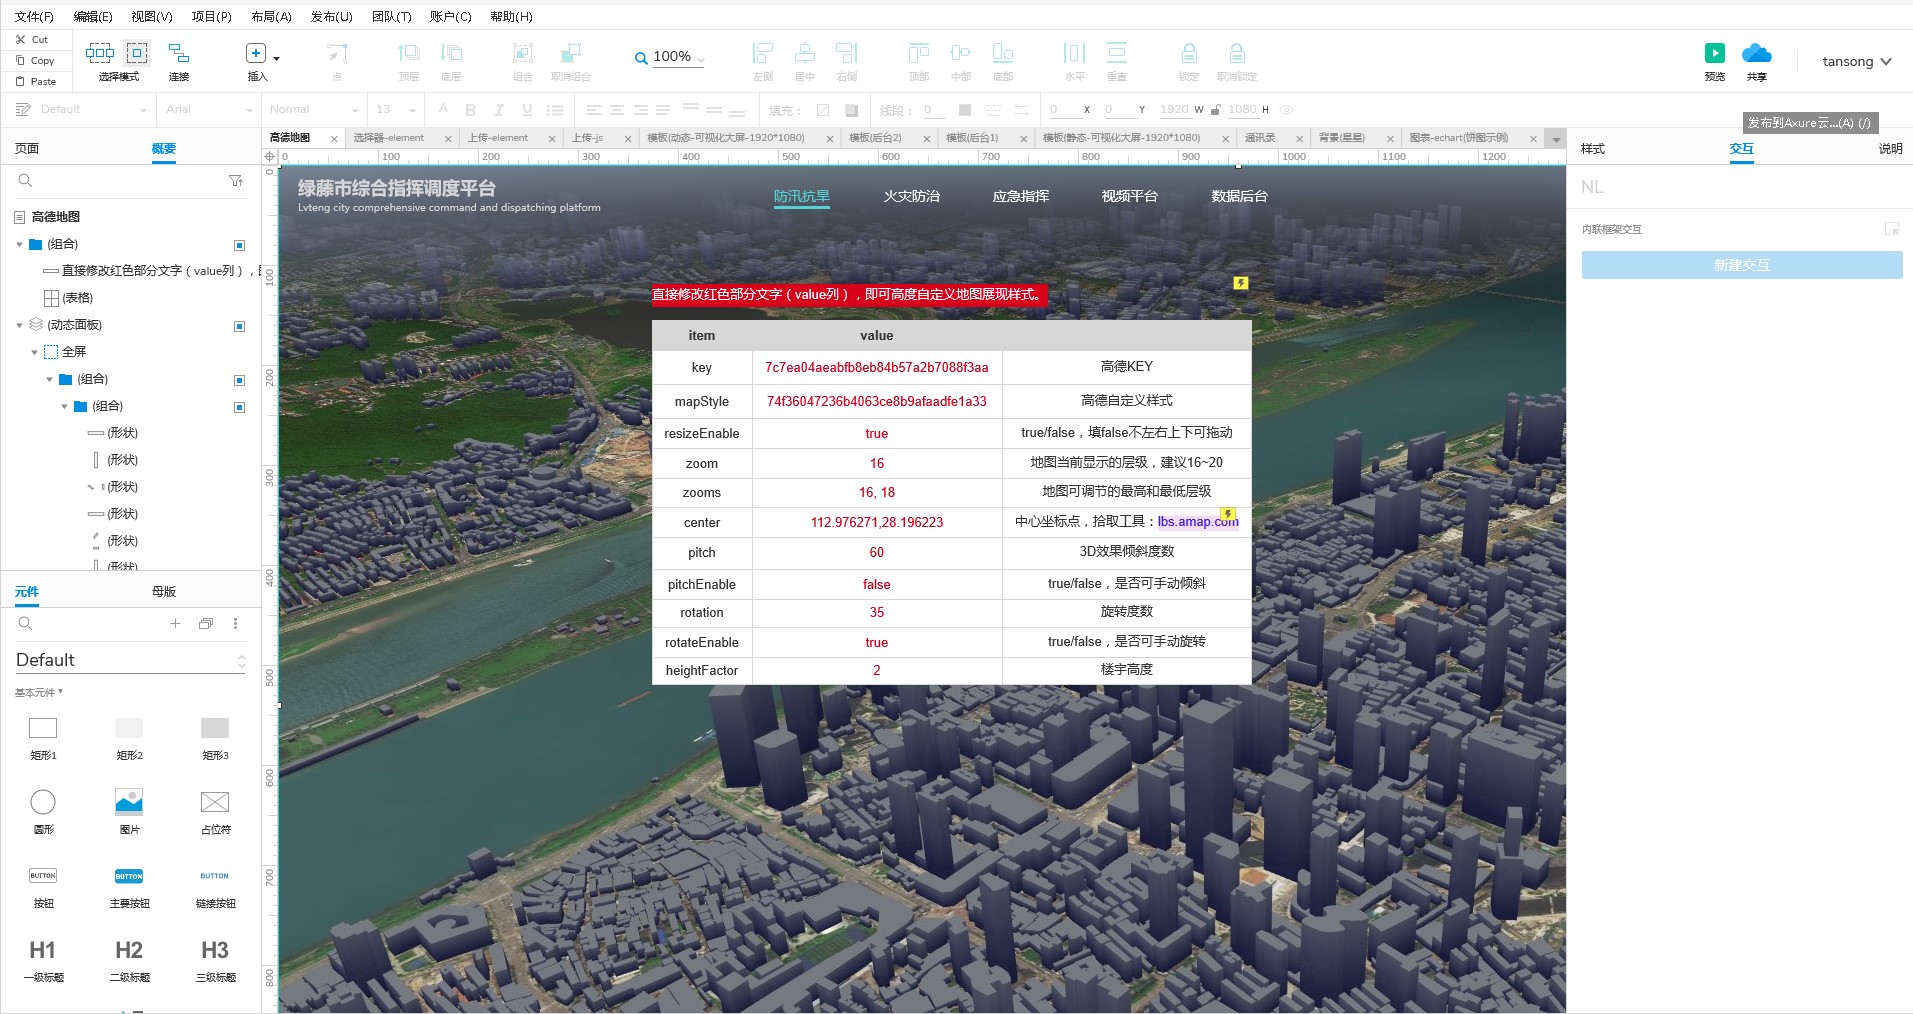 文件(F) 编辑(E) 视图(V) 项目(P) 布局(A) 发布(U) 团队(T) 账户(C) 帮助(H)
Cut
Copy
Paste
选择模式 连接 插入 点 顶层 底层 组合 取消组合 100% 左侧 居中 右侧 顶部 中部 底部 水平 垂直 锁定 取消锁定 预览 共享 tansong
Default Arial Normal 13 填充： 线段： 0 0 X 0 Y 1920 W 1080 H
发布到Axure云...(A) (/)
高德地图 选择器-element 上传-element 上传-js 模板(动态-可视化大屏-1920*1080) 模板(后台2) 模板(后台1) 模板(静态-可视化大屏-1920*1080) 通讯录 背景(星星) 图表-echart(饼图示例)
0 100 200 300 400 500 600 700 800 900 1000 1100 1200
0
100
200
300
400
500
600
700
800
页面 概要
高德地图
(组合)
直接修改红色部分文字（value列），
(表格)
(动态面板)
全屏
(组合)
(组合)
(形状)
(形状)
(形状)
(形状)
(形状)
(形状)
元件 母版
Default
基本元件
矩形1 矩形2 矩形3
圆形 图片 占位符
BUTTON BUTTON BUTTON
按钮 主要按钮 链接按钮
H1 H2 H3
一级标题 二级标题 三级标题
绿藤市综合指挥调度平台
Lvteng city comprehensive command and dispatching platform
防汛抗旱 火灾防治 应急指挥 视频平台 数据后台
直接修改红色部分文字（value列），即可高度自定义地图展现样式。
item value
key 7c7ea04aeabfb8eb84b57a2b7088f3aa 高德KEY
mapStyle 74f36047236b4063ce8b9afaadfe1a33 高德自定义样式
resizeEnable true true/false，填false不左右上下可拖动
zoom 16 地图当前显示的层级，建议16~20
zooms 16, 18 地图可调节的最高和最低层级
center 112.976271,28.196223 中心坐标点，拾取工具：lbs.amap.com
pitch 60 3D效果倾斜度数
pitchEnable false true/false，是否可手动倾斜
rotation 35 旋转度数
rotateEnable true true/false，是否可手动旋转
heightFactor 2 楼宇高度
样式 交互 说明
NL
内联框架交互
新建交互